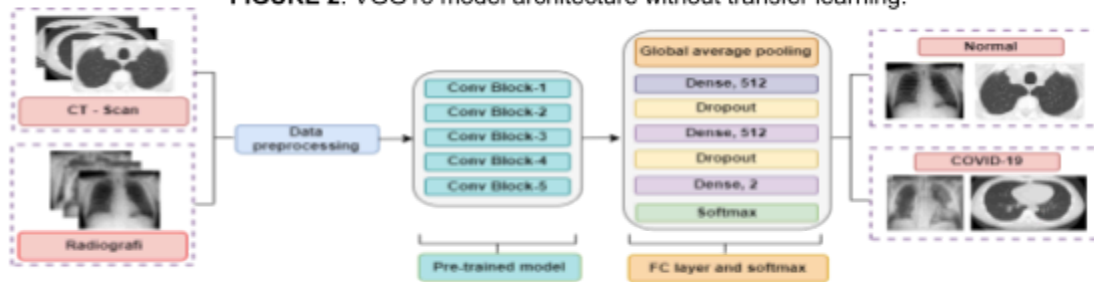 FIGURE 2. VGG16 model architecture without transfer learning.
CT - Scan
Radiografi
Data
preprocessing
Conv Block-1
Conv Block-2
Conv Block-3
Conv Block-4
Conv Block-5
Pre-trained model
Global average pooling
Dense, 512
Dropout
Dense, 512
Dropout
Dense, 2
Softmax
FC layer and softmax
Normal
COVID-19